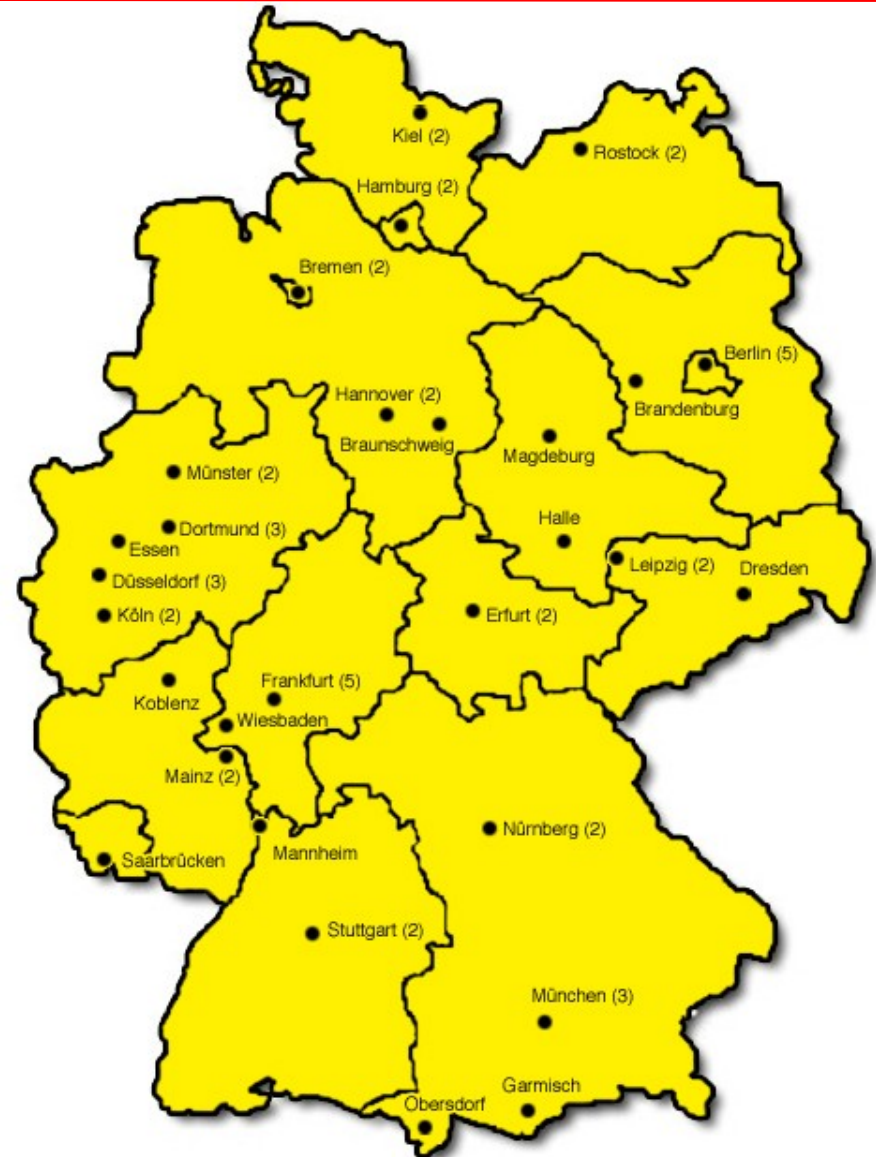 Kiel (2)
Rostock (2)
Hamburg (2)
Bremen (2)
Berlin (5)
Hannover (2)
Brandenburg
Braunschweig
Magdeburg
Münster (2)
Halle
Dortmund (3)
Essen
Leipzig (2)
Dresden
Düsseldorf (3)
Köln (2)
Erfurt (2)
Frankfurt (5)
Koblenz
Wiesbaden
Mainz (2)
Nürnberg (2)
Mannheim
Saarbrücken
Stuttgart (2)
München (3)
Garmisch
Obersdorf